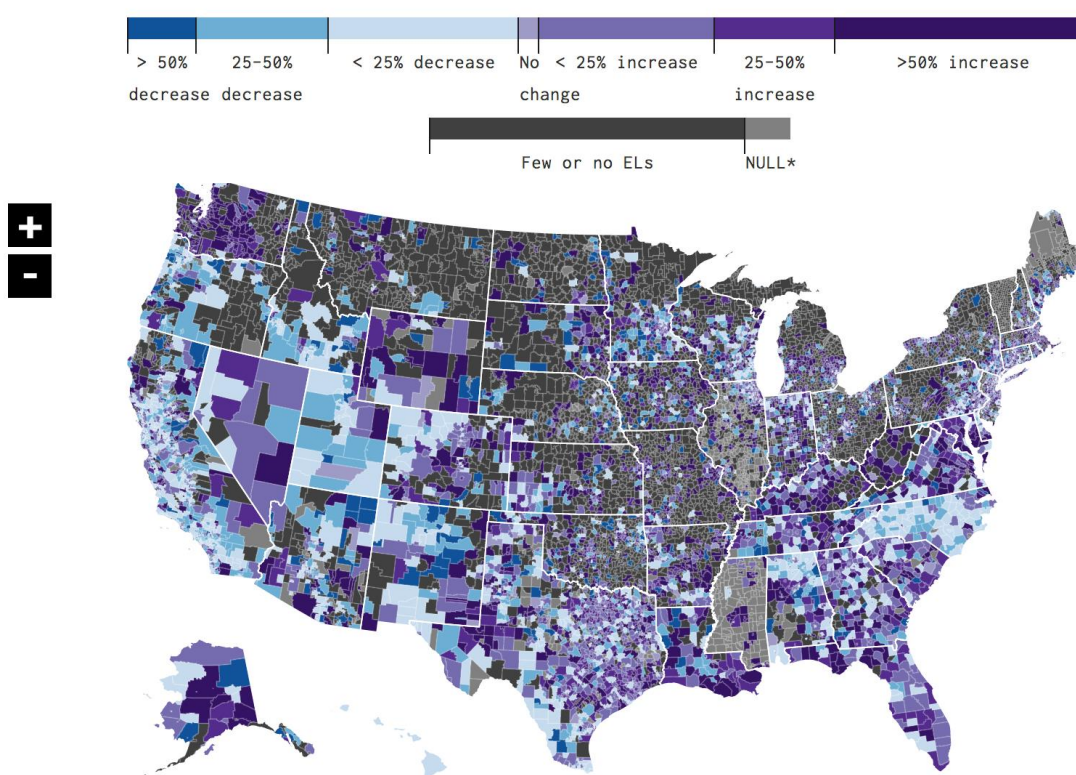 > 50% 25-50% < 25% decrease No < 25% increase 25-50% >50% increase
decrease decrease change increase
Few or no ELs NULL*
+
-